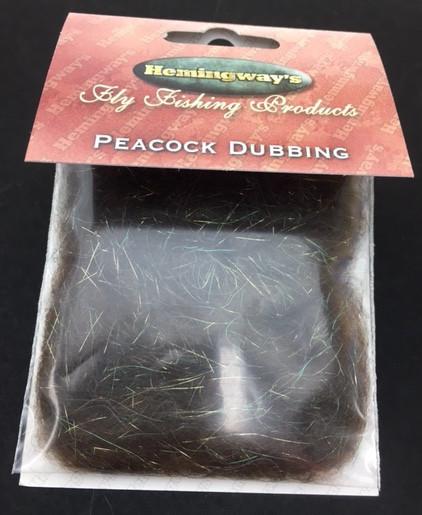 Hemingway's
Fly Fishing Products
PEACOCK DUBBING